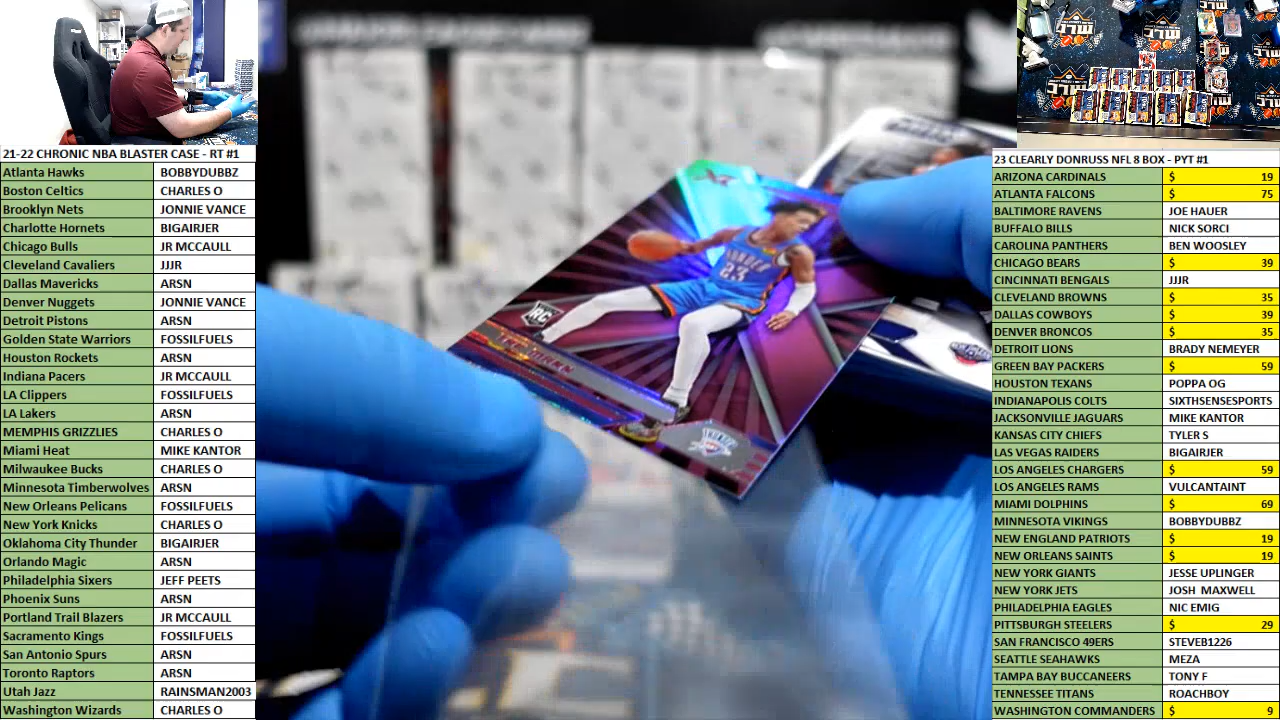 21-22 CHRONIC NBA BLASTER CASE - RT #1
Atlanta Hawks BOBBYDUBBZ
Boston Celtics CHARLES O
Brooklyn Nets JONNIE VANCE
Charlotte Hornets BIGAIRJER
Chicago Bulls JR MCCAULL
Cleveland Cavaliers JJJR
Dallas Mavericks ARSN
Denver Nuggets JONNIE VANCE
Detroit Pistons ARSN
Golden State Warriors FOSSILFUELS
Houston Rockets ARSN
Indiana Pacers JR MCCAULL
LA Clippers FOSSILFUELS
LA Lakers ARSN
MEMPHIS GRIZZLIES CHARLES O
Miami Heat MIKE KANTOR
Milwaukee Bucks CHARLES O
Minnesota Timberwolves ARSN
New Orleans Pelicans FOSSILFUELS
New York Knicks CHARLES O
Oklahoma City Thunder BIGAIRJER
Orlando Magic ARSN
Philadelphia Sixers JEFF PEETS
Phoenix Suns ARSN
Portland Trail Blazers JR MCCAULL
Sacramento Kings FOSSILFUELS
San Antonio Spurs ARSN
Toronto Raptors ARSN
Utah Jazz RAINSMAN2003
Washington Wizards CHARLES O
THUNDER
23
RC
TRE MANN
THUNDER
23 CLEARLY DONRUSS NFL 8 BOX - PYT #1
ARIZONA CARDINALS $ 19
ATLANTA FALCONS $ 75
BALTIMORE RAVENS JOE HAUER
BUFFALO BILLS NICK SORCI
CAROLINA PANTHERS BEN WOOSLEY
CHICAGO BEARS $ 39
CINCINNATI BENGALS JJJR
CLEVELAND BROWNS $ 35
DALLAS COWBOYS $ 39
DENVER BRONCOS $ 35
DETROIT LIONS BRADY NEMEYER
GREEN BAY PACKERS $ 59
HOUSTON TEXANS POPPA OG
INDIANAPOLIS COLTS SIXTHSENSESPORTS
JACKSONVILLE JAGUARS MIKE KANTOR
KANSAS CITY CHIEFS TYLER S
LAS VEGAS RAIDERS BIGAIRJER
LOS ANGELES CHARGERS $ 59
LOS ANGELES RAMS VULCANTAINT
MIAMI DOLPHINS $ 69
MINNESOTA VIKINGS BOBBYDUBBZ
NEW ENGLAND PATRIOTS $ 19
NEW ORLEANS SAINTS $ 19
NEW YORK GIANTS JESSE UPLINGER
NEW YORK JETS JOSH MAXWELL
PHILADELPHIA EAGLES NIC EMIG
PITTSBURGH STEELERS $ 29
SAN FRANCISCO 49ERS STEVEB1226
SEATTLE SEAHAWKS MEZA
TAMPA BAY BUCCANEERS TONY F
TENNESSEE TITANS ROACHBOY
WASHINGTON COMMANDERS $ 9